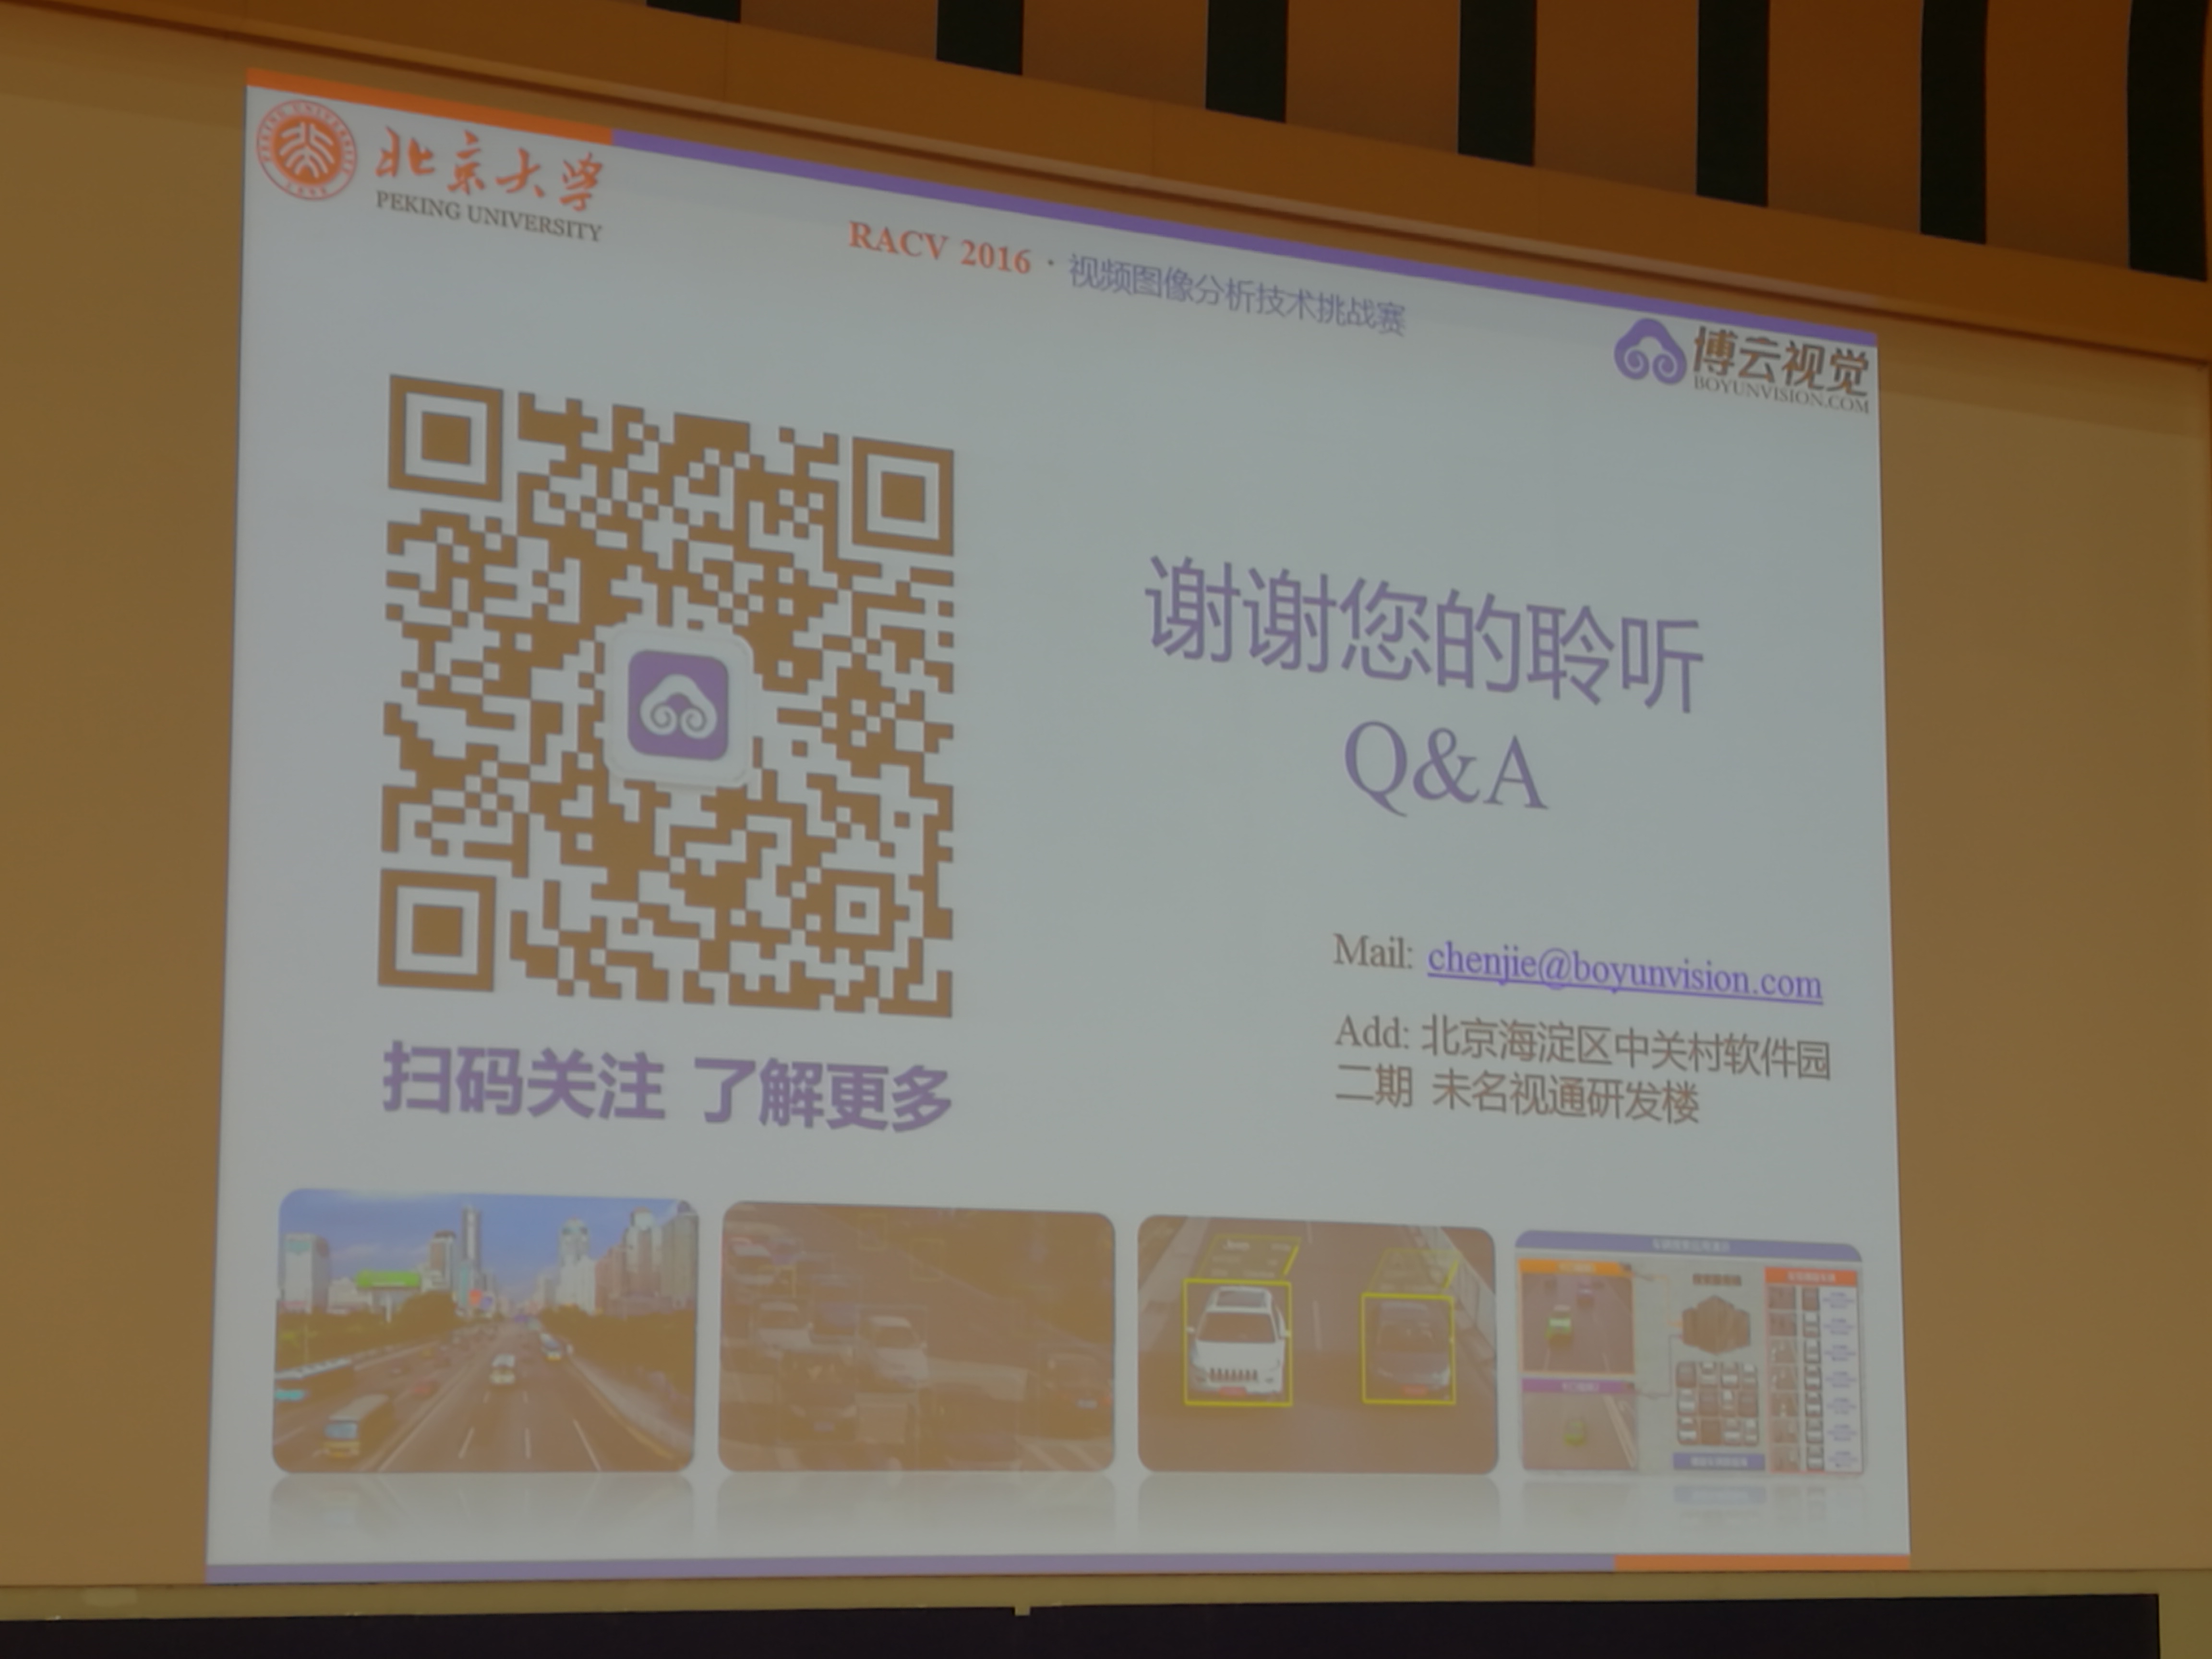 北京大学
PEKING UNIVERSITY
RACV 2016 · 视频图像分析技术挑战赛
博云视觉
BOYUNVISION.COM
谢谢您的聆听
Q&A
Mail: chenjie@boyunvision.com
Add: 北京海淀区中关村软件园
二期 未名视通研发楼
扫码关注 了解更多